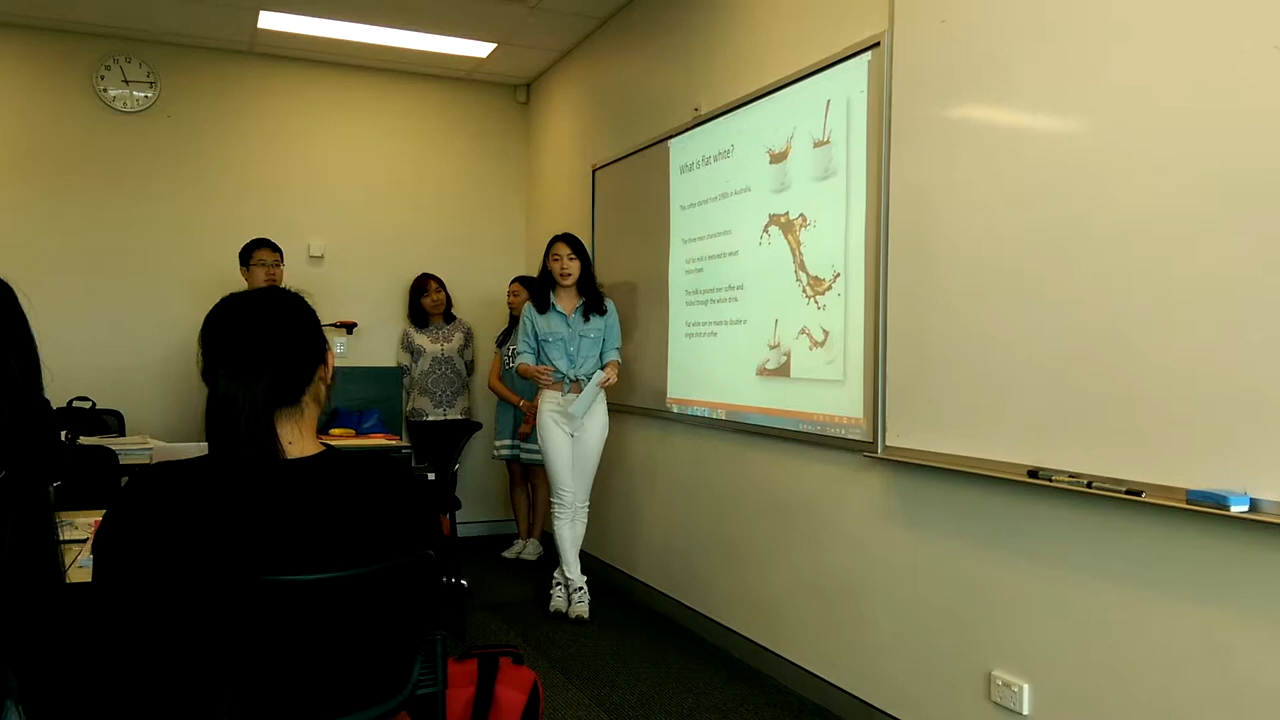 What is flat white?
This coffee started from 1980s in Australia.
The three main characteristics
Full fat milk is textured to velvet
micro foam.
The milk is poured over coffee and
folded through the whole drink.
Flat white can be made by double or
single shot of coffee.